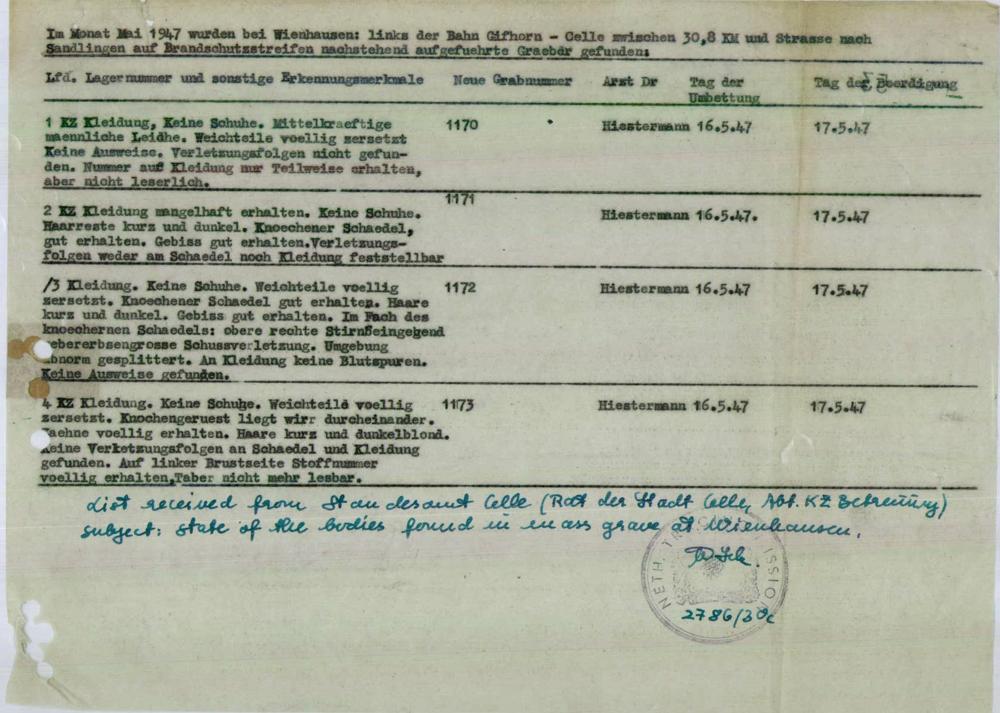 Im Monat Mai 1947 wurden bei Wienhausen: links der Bahn Gifhorn - Celle zwischen 30,8 KM und Strasse nach
Sandlingen auf Brandschutzstreifen nachstehend aufgefuehrte Graeber gefunden:
Lfd. Lagernummer und sonstige Erkennungsmerkmale Neue Grabnummer Arzt Dr Tag der Umbettung Tag der Beerdigung
1 KZ Kleidung, Keine Schuhe. Mittelkraeftige 1170 Hiestermann 16.5.47 17.5.47
maennliche Leidhe. Weichteile voellig zersetzt
Keine Ausweise. Verletzungsfolgen nicht gefun-
den. Nummer auf Kleidung nur Teilweise erhalten,
aber nicht leserlich.
1171
2 KZ Kleidung mangelhaft erhalten. Keine Schuhe. Hiestermann 16.5.47. 17.5.47
Haarreste kurz und dunkel. Knoechener Schaedel,
gut erhalten. Gebiss gut erhalten.Verletzungs-
folgen weder am Schaedel noch Kleidung feststellbar
/3 Kleidung. Keine Schuhe. Weichteile voellig 1172 Hiestermann 16.5.47 17.5.47
zersetzt. Knoechener Schaedel gut erhalten. Haare
kurz und dunkel. Gebiss gut erhalten. Im Fach des
knoechernen Schaedels: obere rechte Stirnßeingehend
uebererbsengrosse Schussverletzung. Umgebung
abnorm gesplittert. An Kleidung keine Blutspuren.
Keine Ausweise gefunden.
4 KZ Kleidung. Keine Schuhe. Weichteile voellig 1173 Hiestermann 16.5.47 17.5.47
zersetzt. Knochengeruest liegt wirr durcheinander.
Zaehne voellig erhalten. Haare kurz und dunkelblond.
Keine Verketzungsfolgen an Schaedel und Kleidung
gefunden. Auf linker Brustseite Stoffnummer
voellig erhalten,Taber nicht mehr lesbar.
List received from Standesamt Celle (Rat der Stadt Celle, Abt. KZ Betreuung)
subject: state of the bodies found in mass grave at Wienhausen.
NETH. TR ISSIO
2786/30c